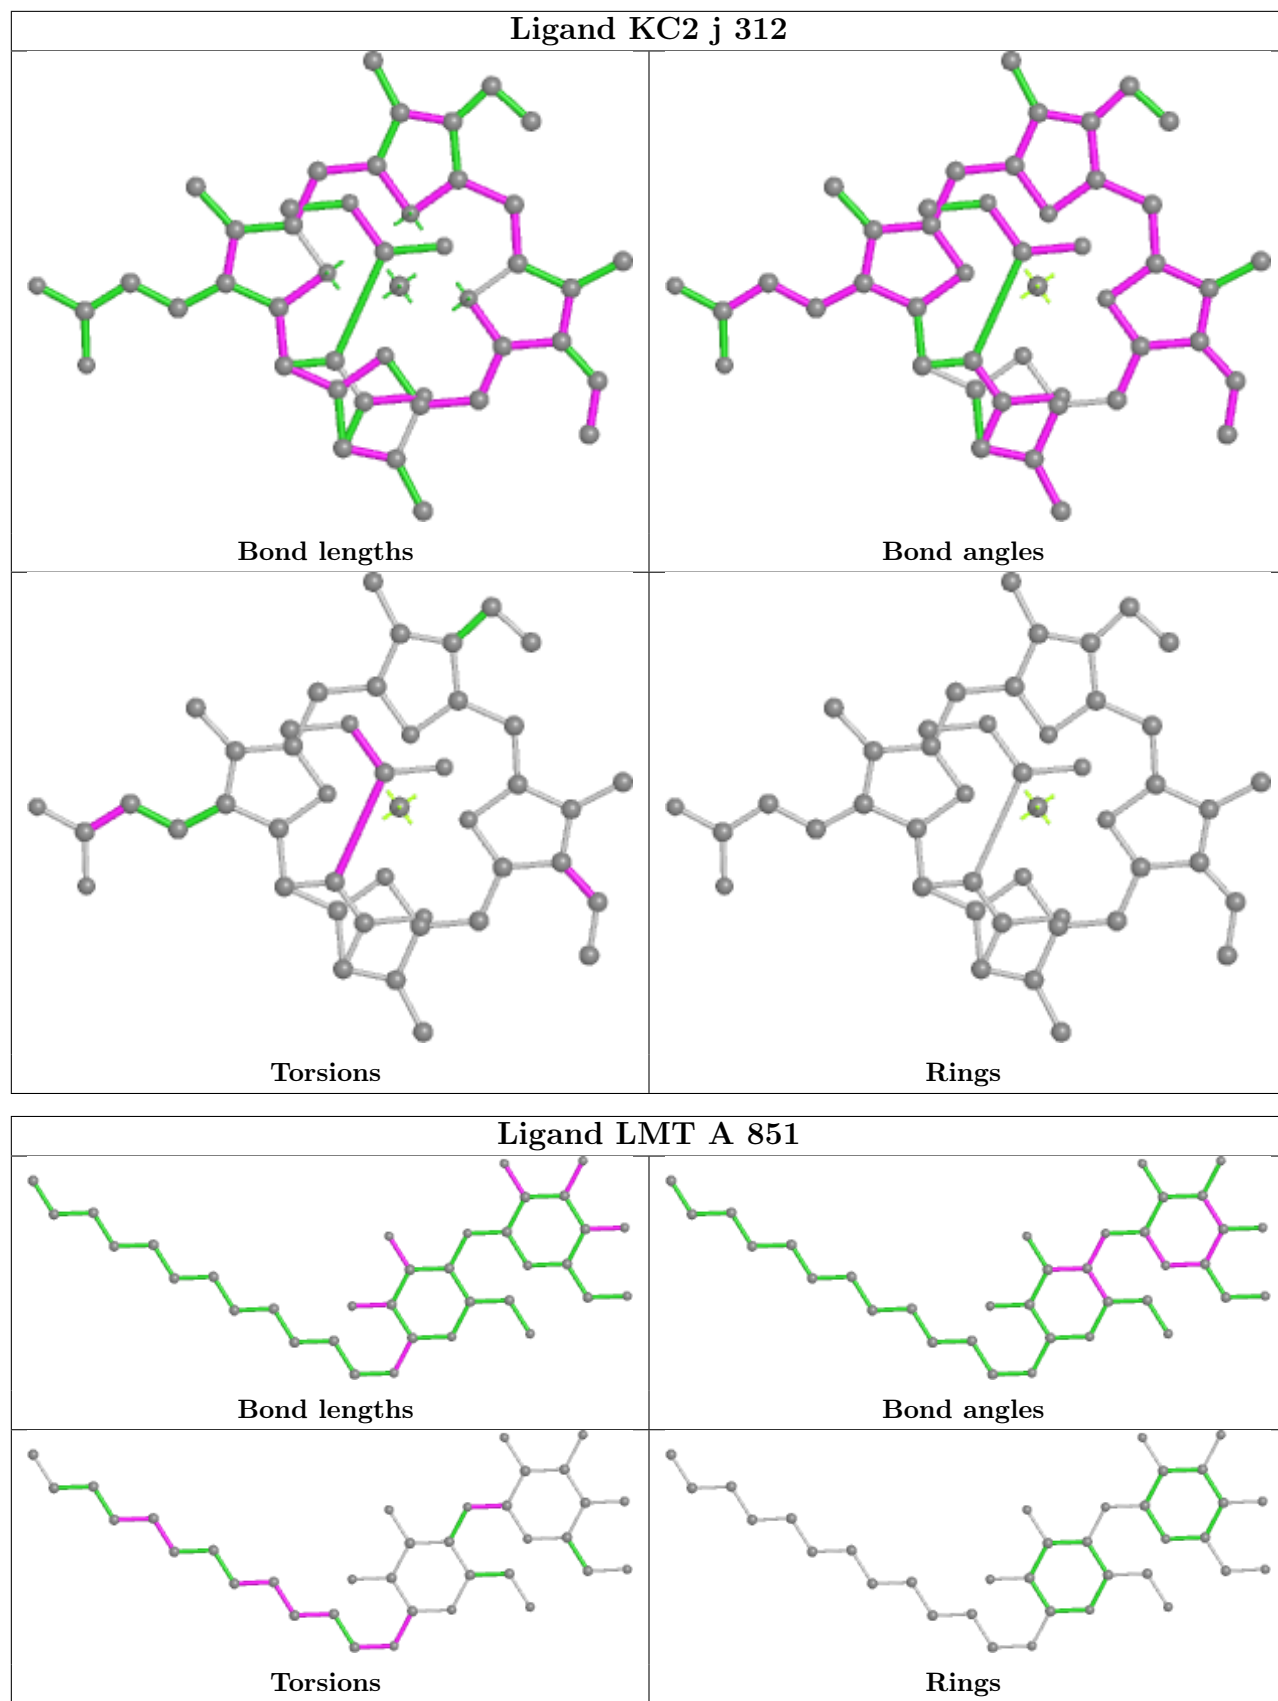 Ligand KC2 j 312
Bond lengths
Bond angles
Torsions
Rings
Ligand LMT A 851
Bond lengths
Bond angles
Torsions
Rings